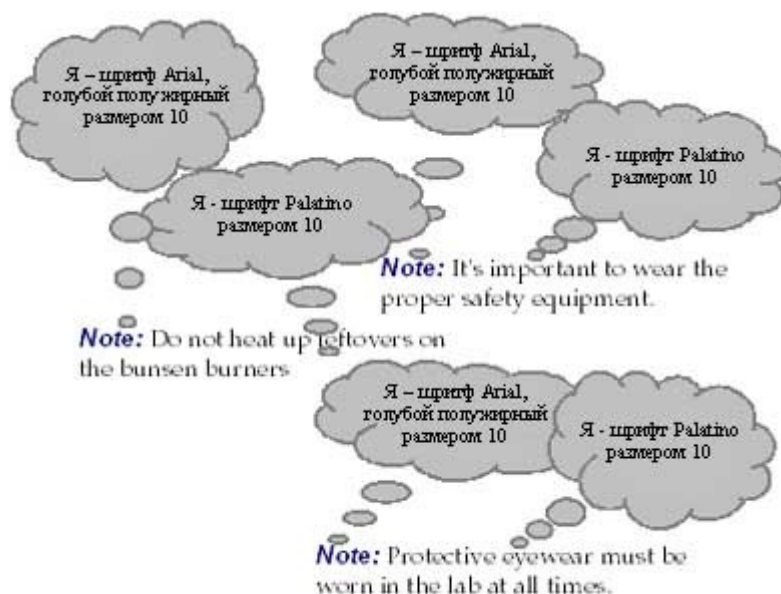 Я – шрифт Arial,
голубой полужирный
размером 10
Я – шрифт Arial,
голубой полужирный
размером 10
Я - шрифт Palatino
размером 10
Я - шрифт Palatino
размером 10
Note: It's important to wear the
proper safety equipment.
Note: Do not heat up leftovers on
the bunsen burners
Я – шрифт Arial,
голубой полужирный
размером 10
Я - шрифт Palatino
размером 10
Note: Protective eyewear must be
worn in the lab at all times.